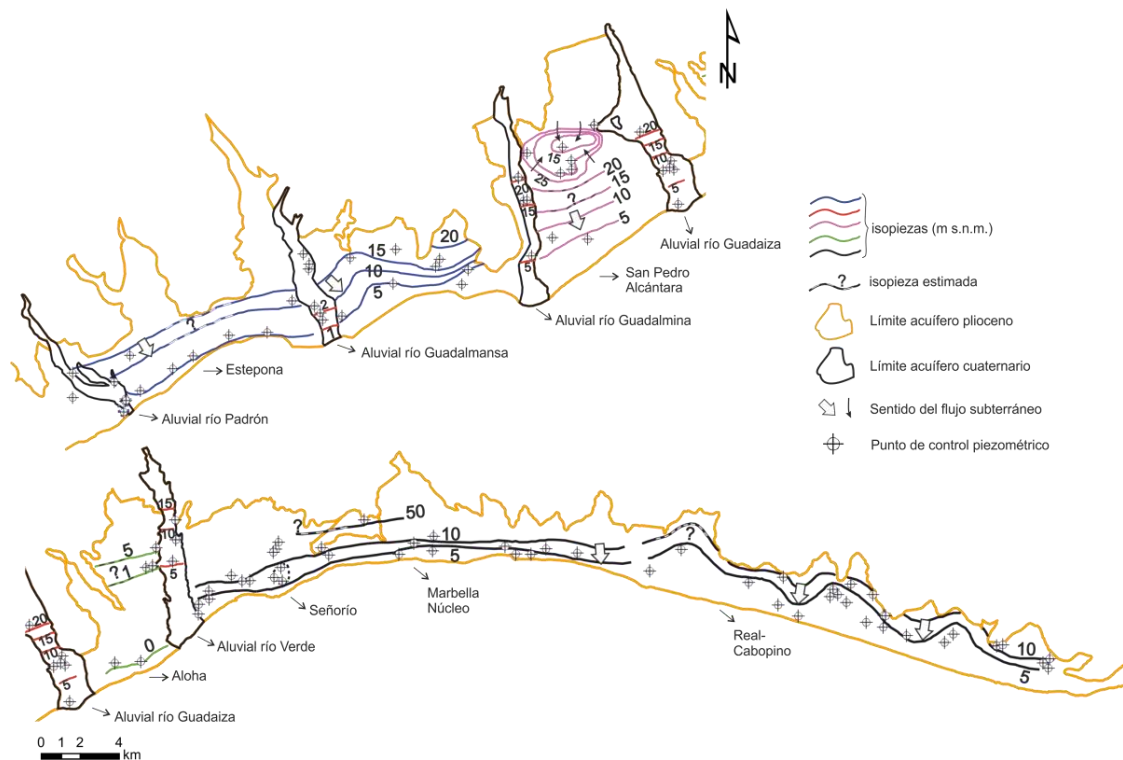 N
20
15
10
5
20
15
5
15
25
?
20
15
10
5
Aluvial río Guadaiza
San Pedro
Alcántara
Aluvial río Guadalmina
20
15
10
5
2
1
?
Aluvial río Guadalmansa
Estepona
Aluvial río Padrón
isopiezas (m s.n.m.)
?
isopieza estimada
Límite acuífero plioceno
Límite acuífero cuaternario
Sentido del flujo subterráneo
Punto de control piezométrico
15
10
5
5
?1
0
20
15
10
5
?
50
10
5
?
10
5
Marbella
Núcleo
Señorío
Real-
Cabopino
Aluvial río Verde
Aloha
Aluvial río Guadaiza
0 1 2 4
km